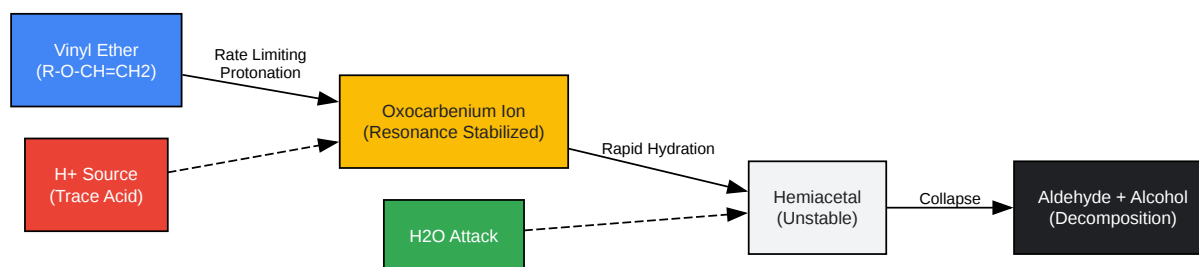 Vinyl Ether
(R-O-CH=CH2)
Rate Limiting
Protonation
H+ Source
(Trace Acid)
Oxocarbenium Ion
(Resonance Stabilized)
Rapid Hydration
H2O Attack
Hemiacetal
(Unstable)
Collapse
Aldehyde + Alcohol
(Decomposition)